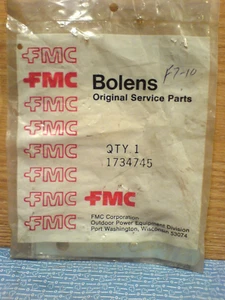 FMC
FMC
FMC
FMC
FMC
FMC
FMC
FMC
Bolens
F7-10
Original Service Parts
QTY 1
1734745
FMC
FMC Corporation
Outdoor Power Equipment Division
Port Washington, Wisconsin 53074